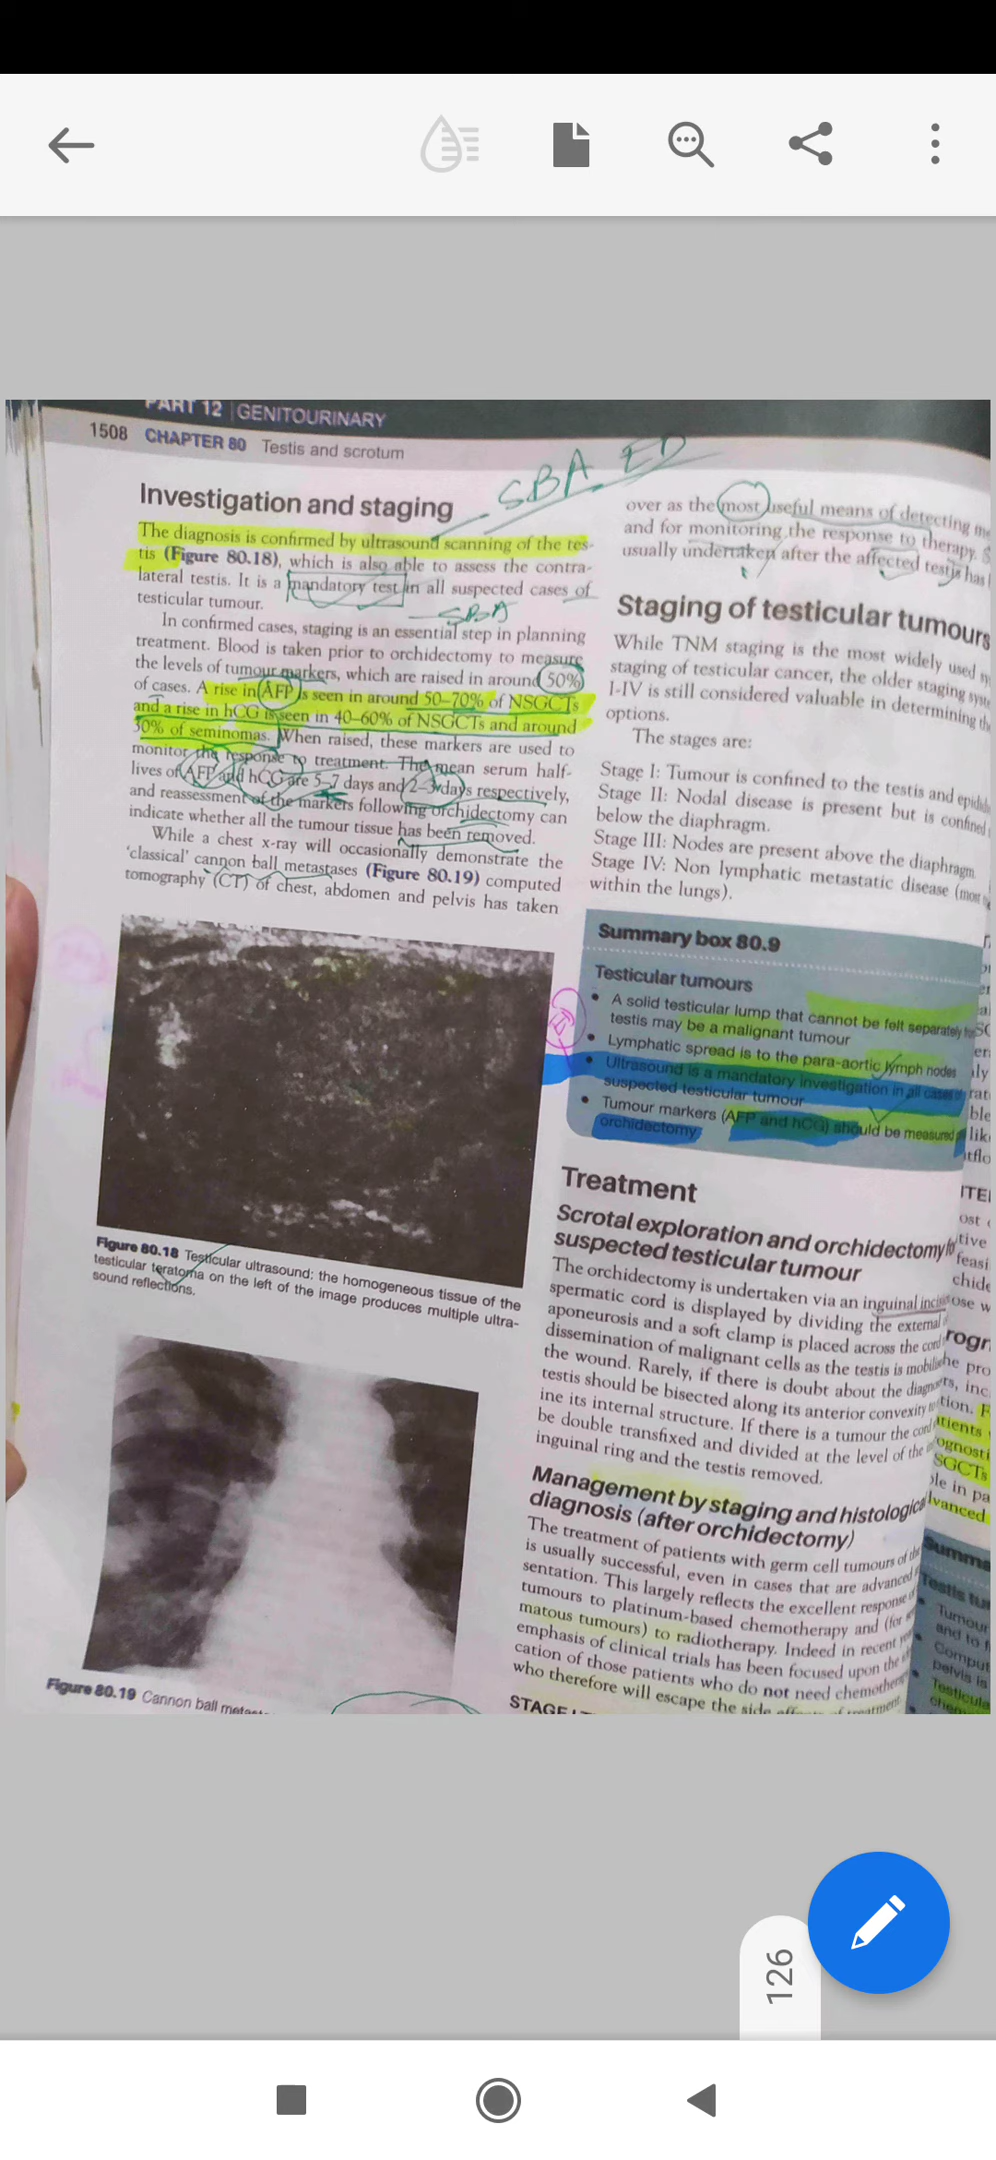 PART 12 | GENITOURINARY
1508 CHAPTER 80 Testis and scrotum
SBA ED
Investigation and staging
The diagnosis is confirmed by ultrasound scanning of the tes-
tis (Figure 80.18), which is also able to assess the contra-
lateral testis. It is a mandatory test in all suspected cases of
testicular tumour.
SBA
In confirmed cases, staging is an essential step in planning
treatment. Blood is taken prior to orchidectomy to measure
the levels of tumour markers, which are raised in around 50%
of cases. A rise in AFP is seen in around 50–70% of NSGCTs
and a rise in hCG is seen in 40–60% of NSGCTs and around
30% of seminomas. When raised, these markers are used to
monitor the response to treatment. The mean serum half-
lives of AFP and hCG are 5–7 days and 2–3 days respectively,
and reassessment of the markers following orchidectomy can
indicate whether all the tumour tissue has been removed.
While a chest x-ray will occasionally demonstrate the
'classical' cannon ball metastases (Figure 80.19) computed
tomography (CT) of chest, abdomen and pelvis has taken
Figure 80.18 Testicular ultrasound; the homogeneous tissue of the
testicular teratoma on the left of the image produces multiple ultra-
sound reflections.
Figure 80.19 Cannon ball
over as the most useful means of detecting
and for monitoring the response to therapy.
usually undertaken after the affected testis has
Staging of testicular tumours
While TNM staging is the most widely used
staging of testicular cancer, the older staging
I-IV is still considered valuable in determining
options.
The stages are:
Stage I: Tumour is confined to the testis and
Stage II: Nodal disease is present but is confined
below the diaphragm.
Stage III: Nodes are present above the diaphragm.
Stage IV: Non lymphatic metastatic disease (most
within the lungs).
Summary box 80.9
Testicular tumours
• A solid testicular lump that cannot be felt separately
testis may be a malignant tumour
• Lymphatic spread is to the para-aortic lymph nodes
• Ultrasound is a mandatory investigation in all cases of
suspected testicular tumour
• Tumour markers (AFP and hCG) should be measured
orchidectomy
Treatment
Scrotal exploration and orchidectomy for
suspected testicular tumour
The orchidectomy is undertaken via an inguinal
spermatic cord is displayed by dividing the external
aponeurosis and a soft clamp is placed across the cord
dissemination of malignant cells as the testis is
the wound. Rarely, if there is doubt about the
testis should be bisected along its anterior convexity
ine its internal structure. If there is a tumour the cord
be double transfixed and divided at the level of the
inguinal ring and the testis removed.
Management by staging and histological
diagnosis (after orchidectomy)
The treatment of patients with germ cell tumours of the
is usually successful, even in cases that are advanced
sentation. This largely reflects the excellent response
tumours to platinum-based chemotherapy and (for
matous tumours) to radiotherapy. Indeed in recent
emphasis of clinical trials has been focused upon the
cation of those patients who do not need
who therefore will escape the side effects of treatment.
STAGE I
126